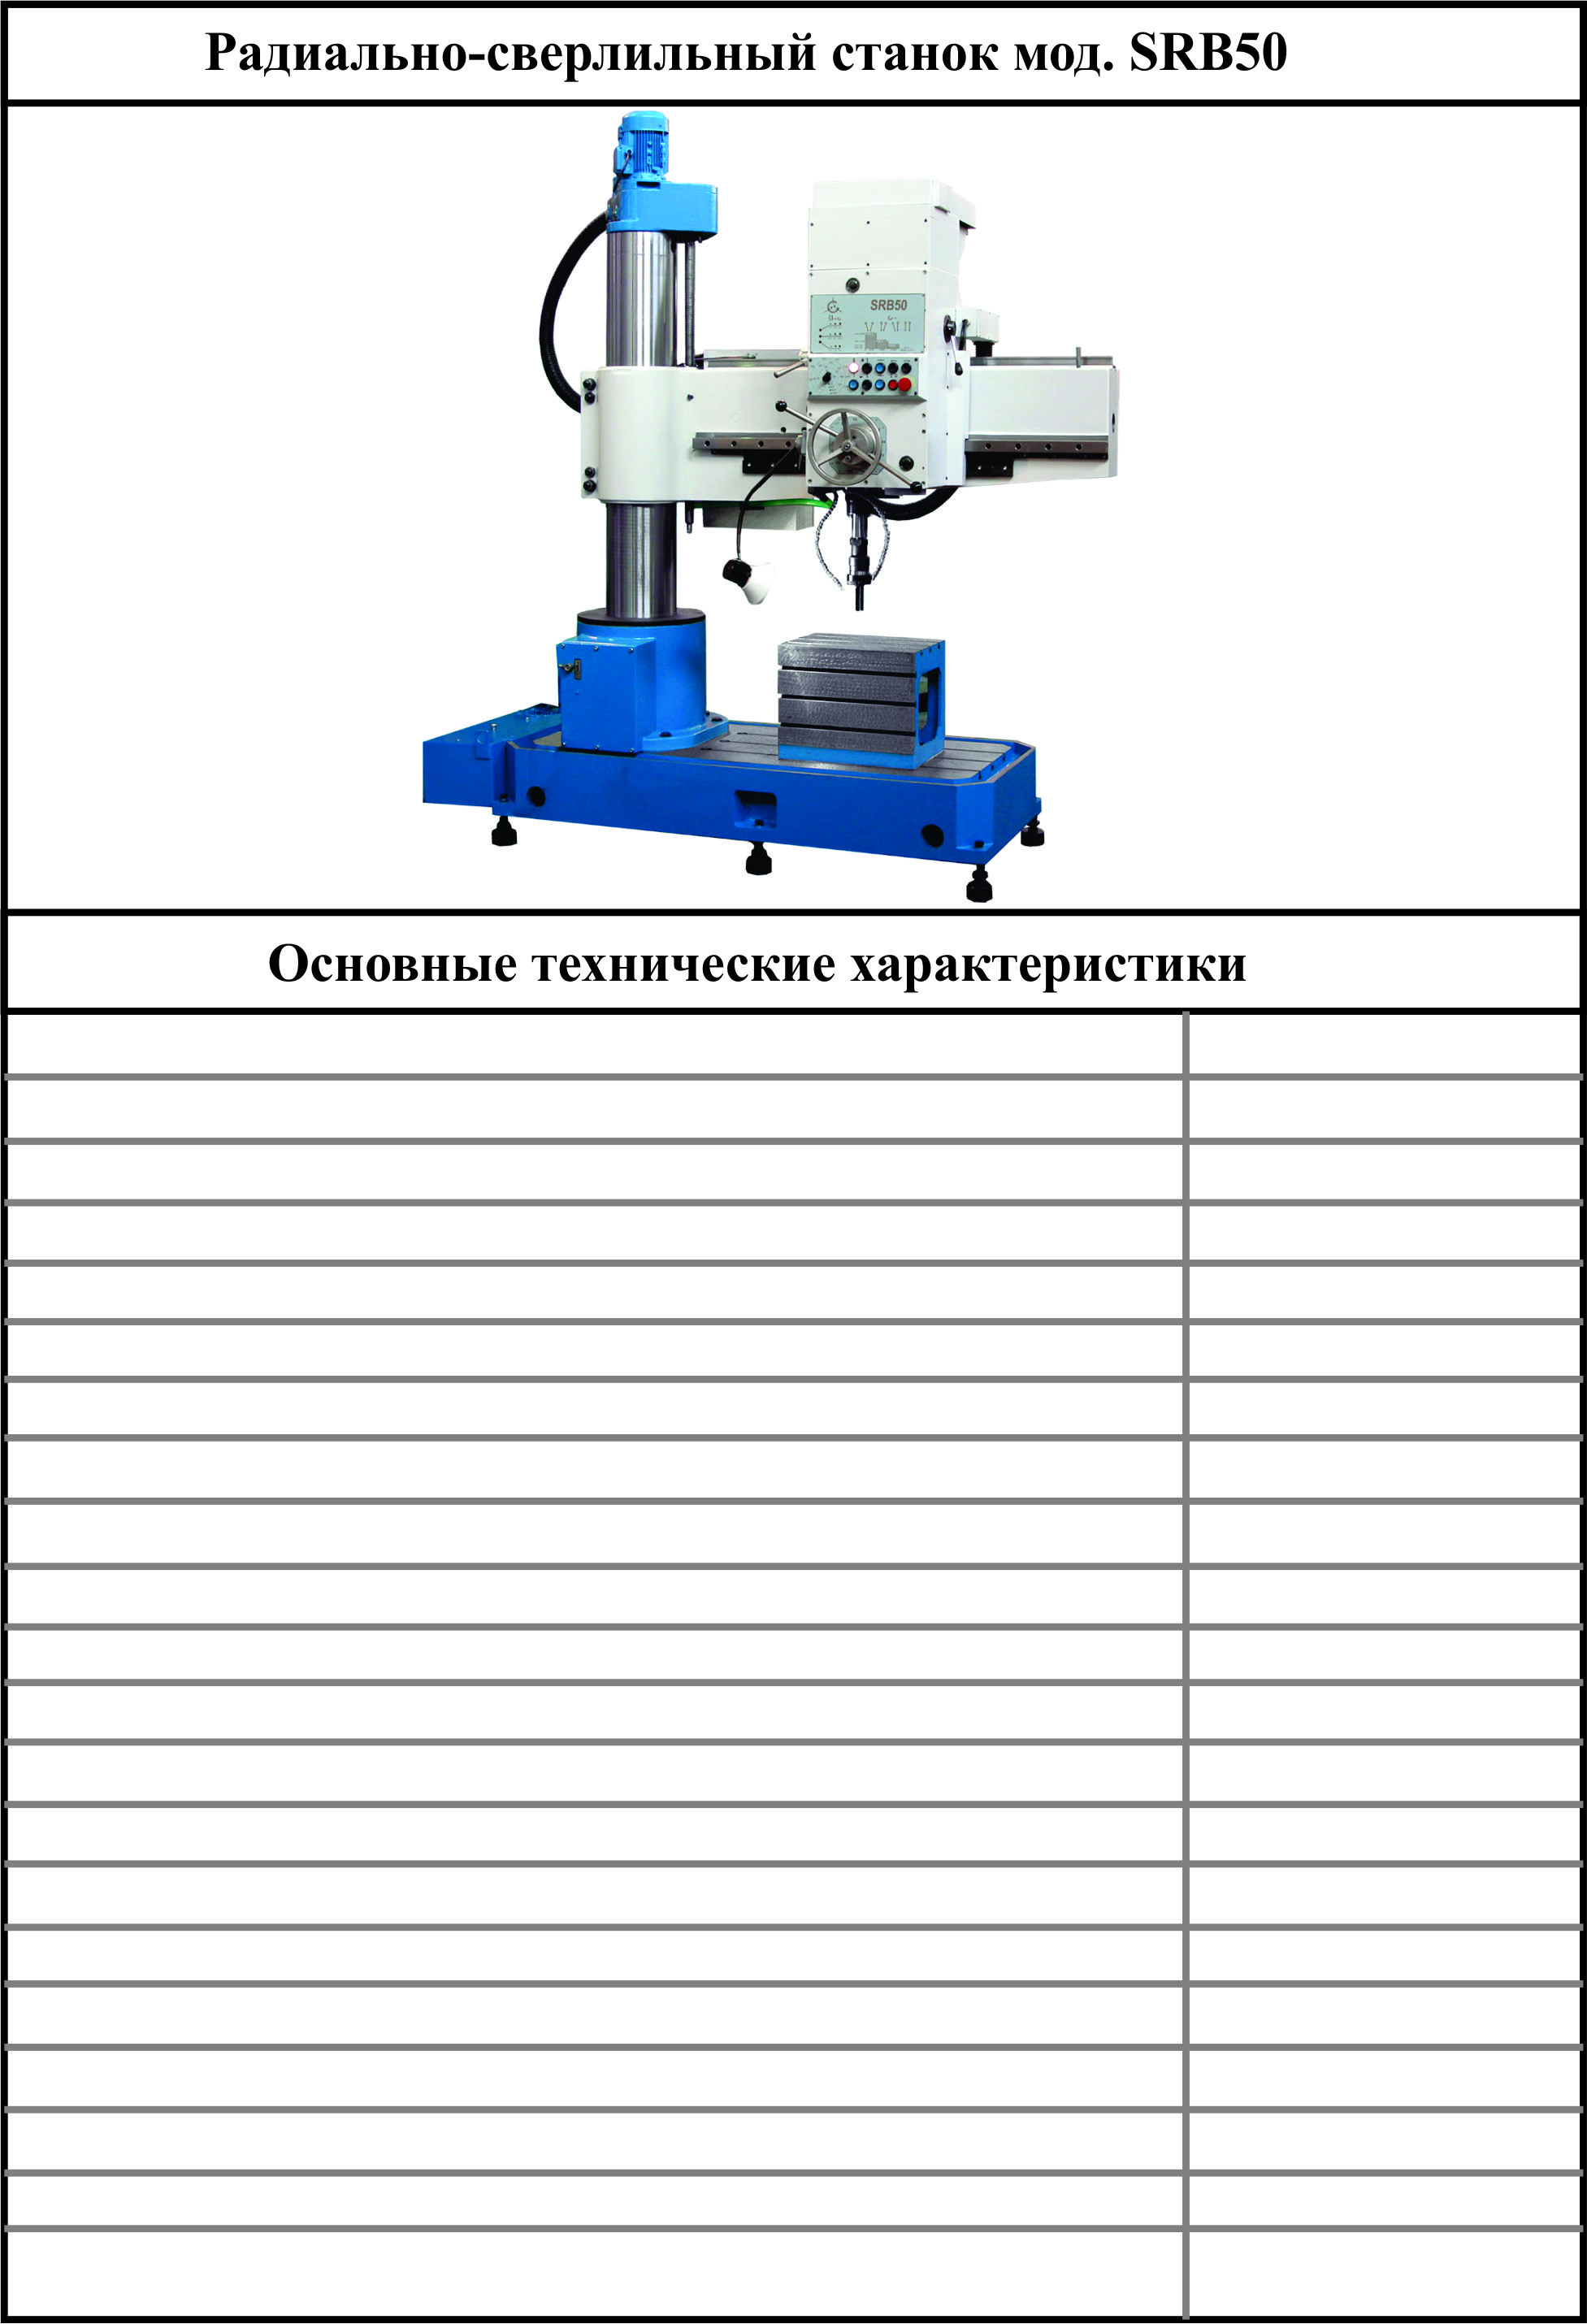 Радиально-сверлильный станок мод. SRB50
SRB50
Основные технические характеристики